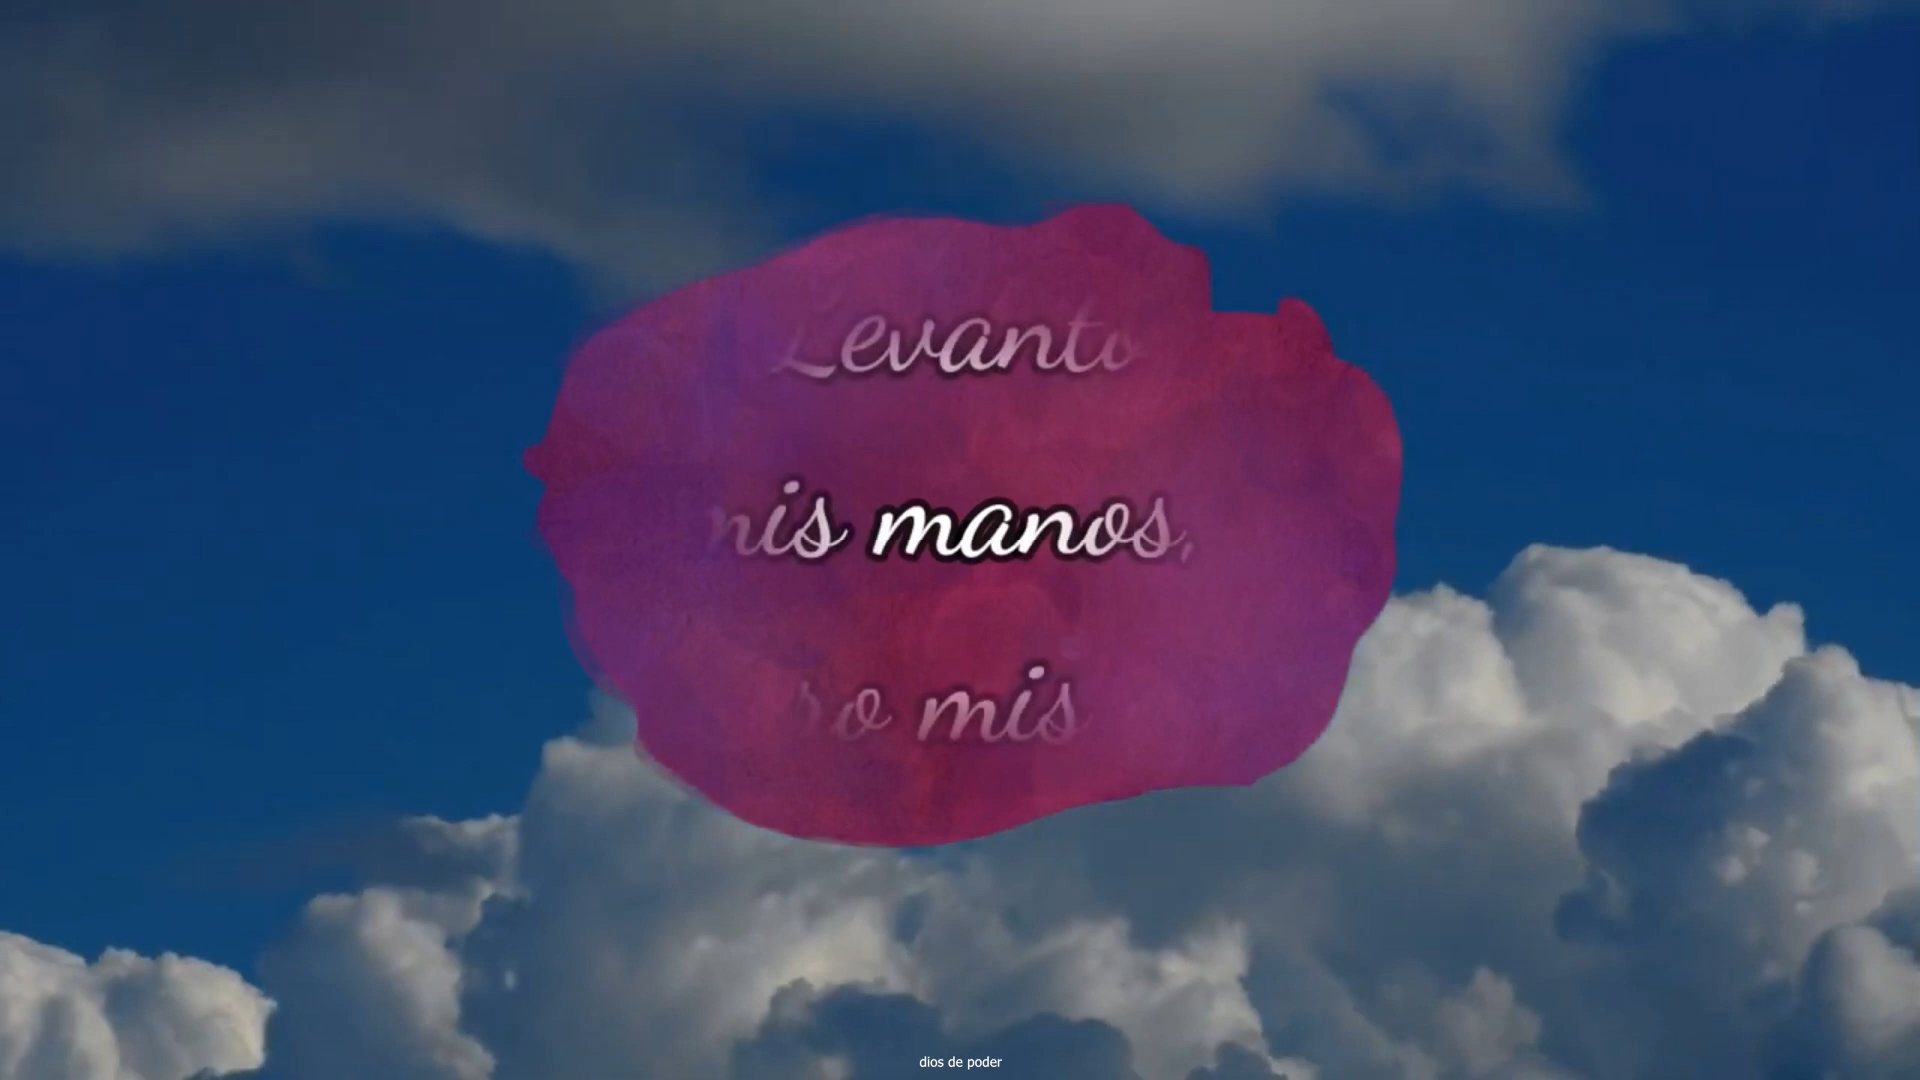 Levanto
mis manos,
mis
dios de poder